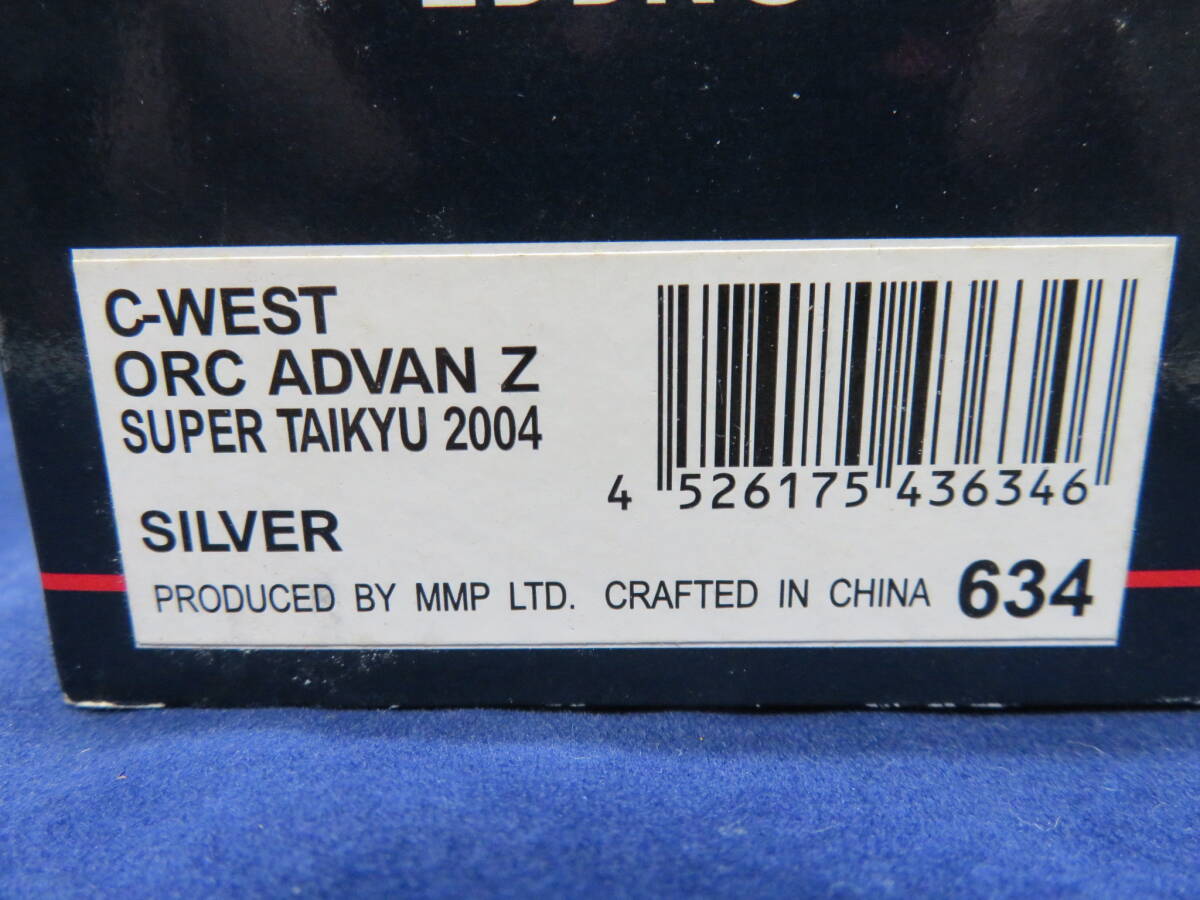 C-WEST
ORC ADVAN Z
SUPER TAIKYU 2004
4 526175 436346
SILVER
PRODUCED BY MMP LTD. CRAFTED IN CHINA 634